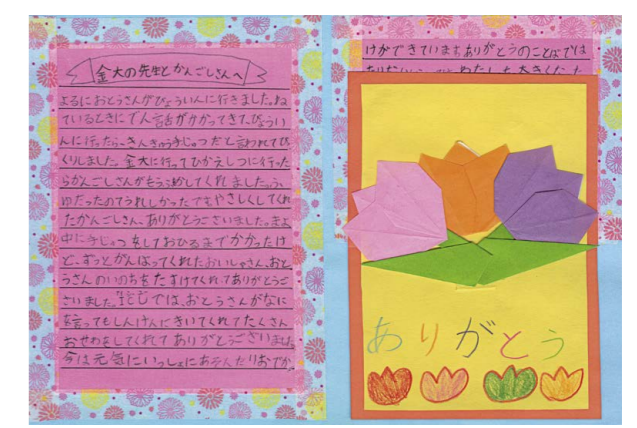 金大の先生とかんごしさんへ
よるにおとうさんがびょういんに行きました。ね
ているときにでん話がかかってきて、びょうい
んに行ったら、きんきゅう手じゅつだと言われてび
くりしました。金大に行ってひかえしつに行った
らかんごしさんがもうふかしてくれました。ふ
ゆだったのでうれしかったです。やさしくしてくれ
たかんごしさん、ありがとうございました。まよ
中に手じゅつをしておひるまでかかったけ
ど、ずっとがんばってくれたおいしゃさん、おと
うさんのいのちをたすけてくれてありがとうご
ざいました。では、おとうさんがなに
を言ってもしんけんにきいてくれてたくさん
おせわをしてくれてありがとうございました。
今は元気にいっしょにあそんだりおでか
けができています。ありがとうのことばでは
ありがとう